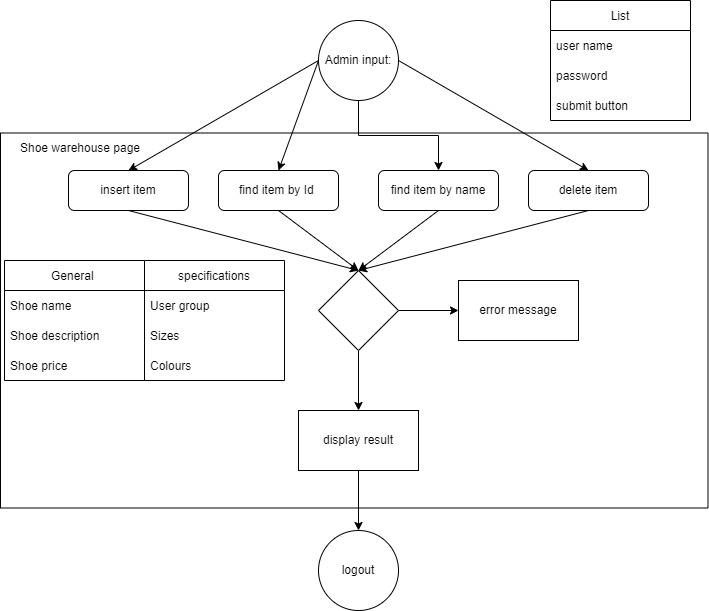 List
user name
password
submit button
Admin input:
Shoe warehouse page
insert item
find item by Id
find item by name
delete item
General
specifications
Shoe name
User group
Shoe description
Sizes
Shoe price
Colours
error message
display result
logout